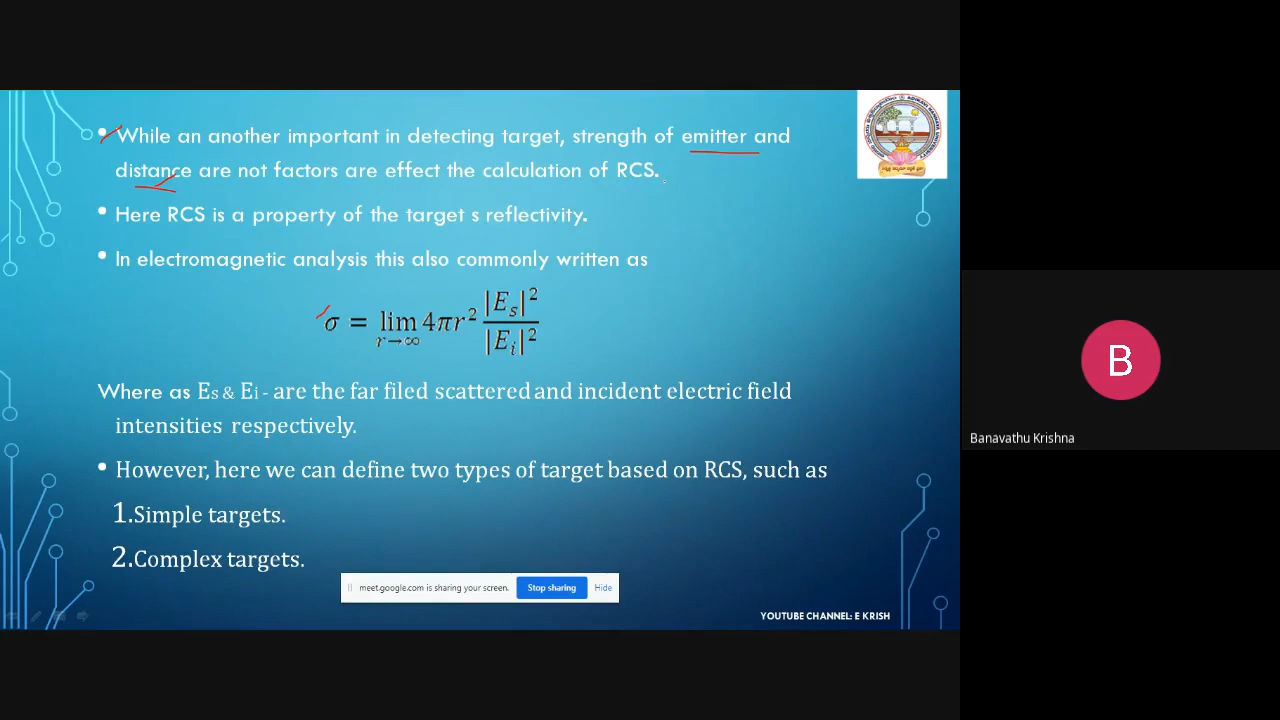 While an another important in detecting target, strength of emitter and
distance are not factors are effect the calculation of RCS.
Here RCS is a property of the target s reflectivity.
In electromagnetic analysis this also commonly written as
σ = lim r→∞ 4πr² |Es|² / |Ei|²
Where as Es & Ei - are the far filed scattered and incident electric field
intensities respectively.
However, here we can define two types of target based on RCS, such as
1.Simple targets.
2.Complex targets.
meet.google.com is sharing your screen. Stop sharing Hide
YOUTUBE CHANNEL: E KRISH
B
Banavathu Krishna